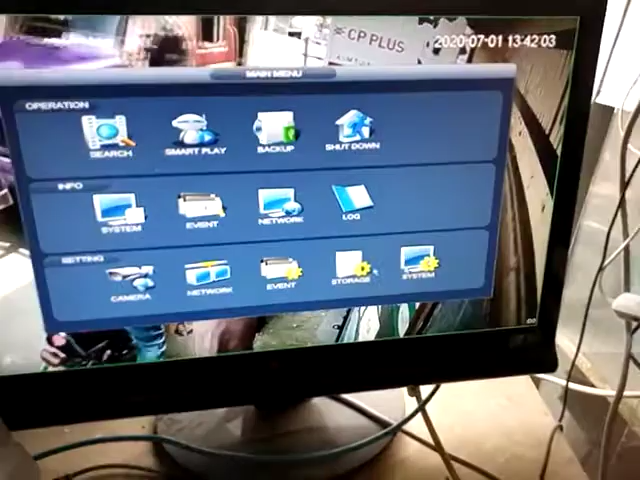 CP PLUS
2020-07-01 13:42:03
MAIN MENU
OPERATION
SEARCH SMART PLAY BACKUP SHUT DOWN
INFO
SYSTEM EVENT NETWORK LOG
SETTING
CAMERA NETWORK EVENT STORAGE SYSTEM